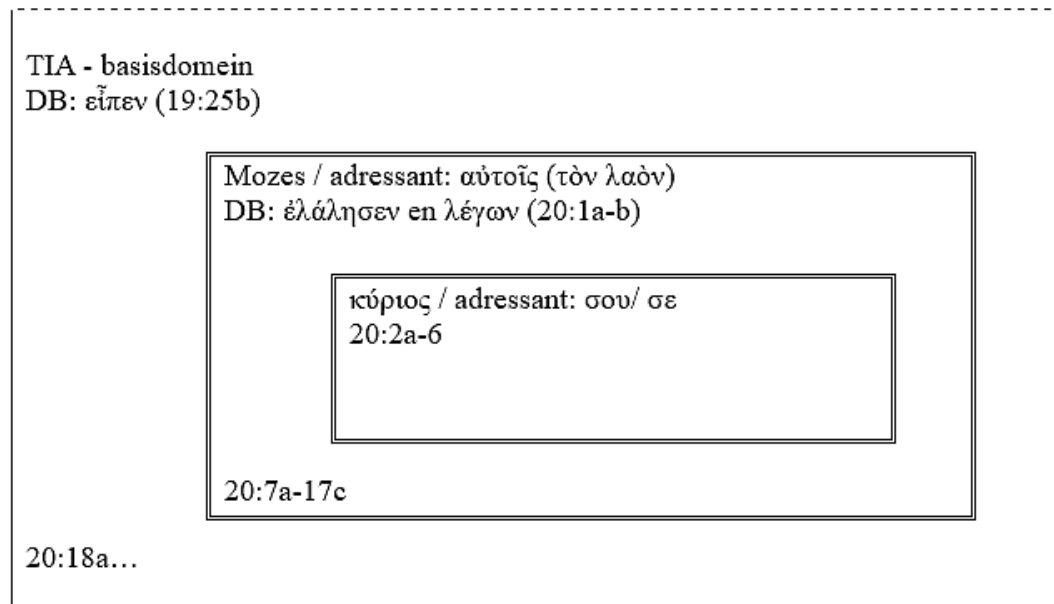 TIA - basisdomein
DB: εἶπεν (19:25b)
Mozes / adressant: αὐτοῖς (τὸν λαὸν)
DB: ἐλάλησεν en λέγων (20:1a-b)
κύριος / adressant: σου/ σε
20:2a-6
20:7a-17c
20:18a…